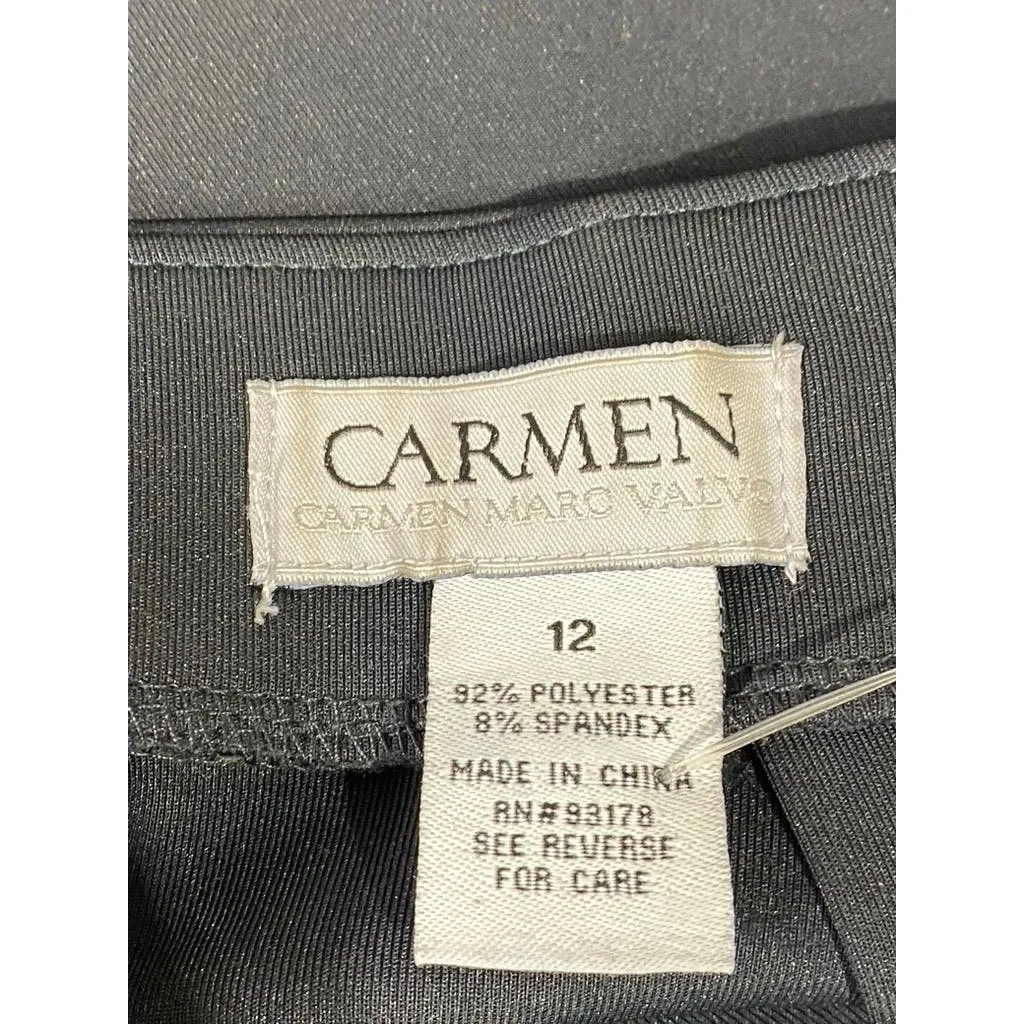 CARMEN
CARMEN MARC VALVO
12
92% POLYESTER
8% SPANDEX
MADE IN CHINA
RN#93178
SEE REVERSE
FOR CARE